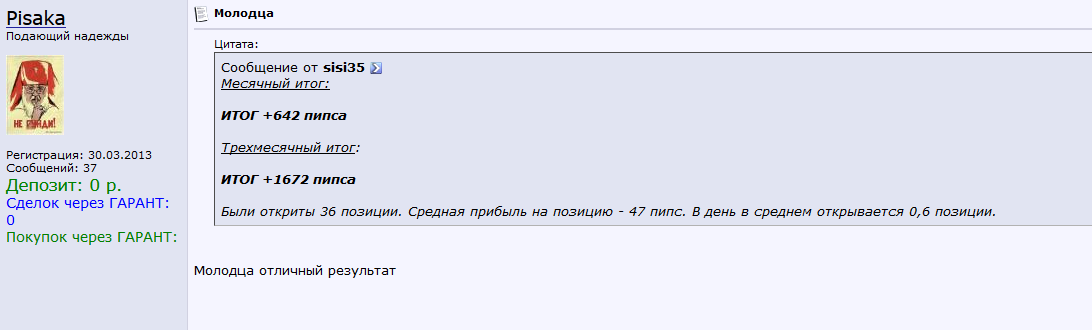 Pisaka
Подающий надежды
НЕ
Регистрация: 30.03.2013
Сообщений: 37
Депозит: 0 р.
Сделок через ГАРАНТ:
0
Покупок через ГАРАНТ:
Молодца
Цитата:
Сообщение от sisi35
Месячный итог:
ИТОГ +642 пипса
Трехмесячный итог:
ИТОГ +1672 пипса
Были откриты 36 позиции. Средная прибыль на позицию - 47 пипс. В день в среднем открывается 0,6 позиции.
Молодца отличный результат